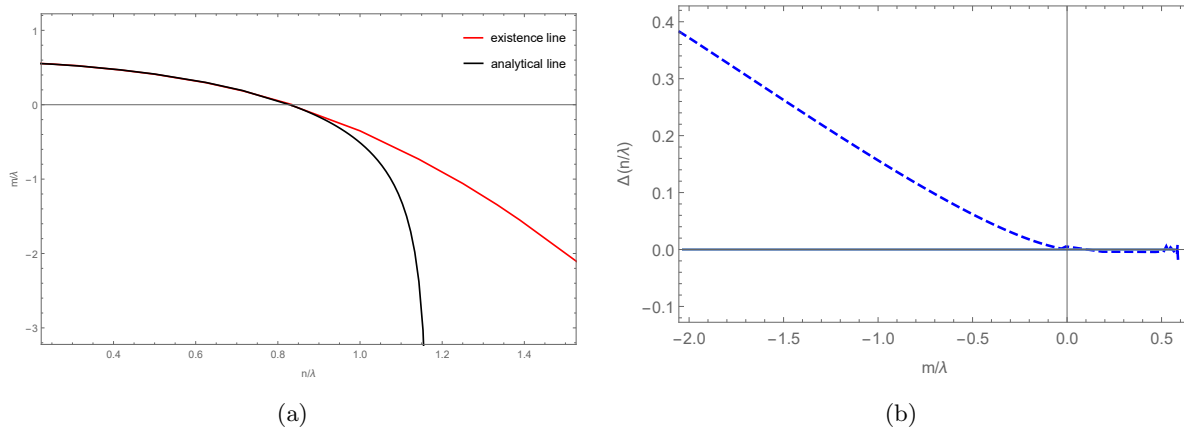 existence line
analytical line
1
0
−1
−2
−3
m/λ
0.4
0.6
0.8
1.0
1.2
1.4
n/λ
(a)
0.4
0.3
0.2
0.1
0.0
−0.1
Δ(n/λ)
−2.0
−1.5
−1.0
−0.5
0.0
0.5
m/λ
(b)